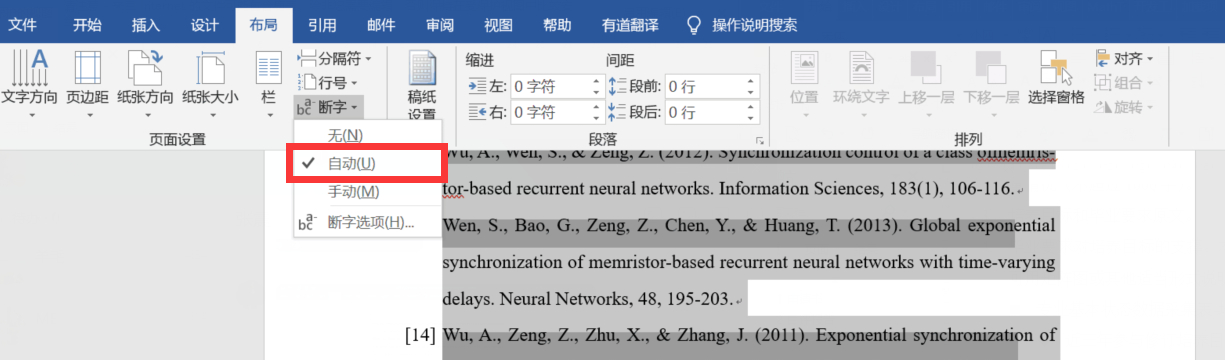 文件 开始 插入 设计 布局 引用 邮件 审阅 视图 帮助 有道翻译 操作说明搜索
文字方向 页边距 纸张方向 纸张大小 栏
分隔符
行号
断字
页面设置
稿纸
设置
缩进 间距
左: 0 字符 段前: 0 行
右: 0 字符 段后: 0 行
段落
位置 环绕文字 上移一层 下移一层 选择窗格
对齐
组合
旋转
排列
无(N)
自动(U)
手动(M)
断字选项(H)...
Wu, A., Wen, S., & Zeng, Z. (2012). Synchronization control of a class
tor-based recurrent neural networks. Information Sciences, 183(1), 106-116.
Wen, S., Bao, G., Zeng, Z., Chen, Y., & Huang, T. (2013). Global exponential
synchronization of memristor-based recurrent neural networks with time-varying
delays. Neural Networks, 48, 195-203.
[14] Wu, A., Zeng, Z., Zhu, X., & Zhang, J. (2011). Exponential synchronization of